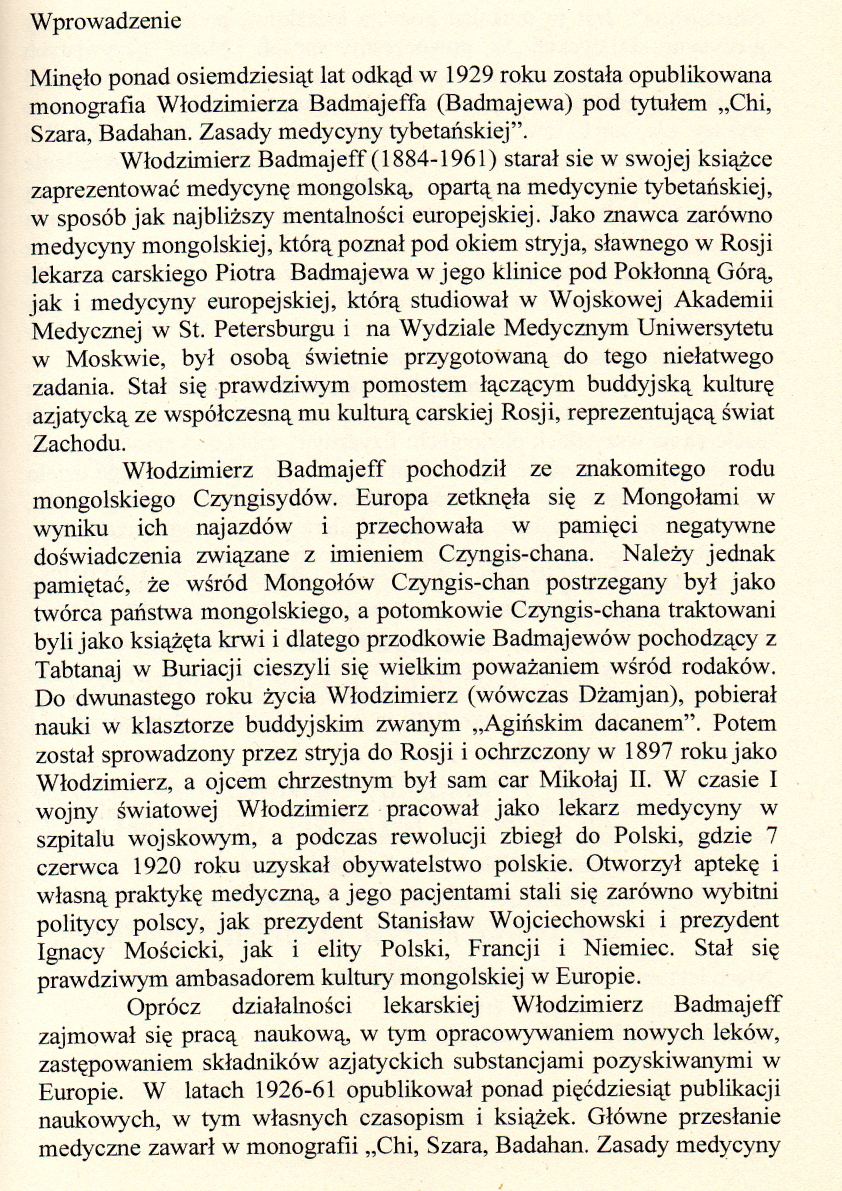 Wprowadzenie
Minęło ponad osiemdziesiąt lat odkąd w 1929 roku została opublikowana
monografia Włodzimierza Badmajeffa (Badmajewa) pod tytułem „Chi,
Szara, Badahan. Zasady medycyny tybetańskiej”.
Włodzimierz Badmajeff (1884-1961) starał sie w swojej książce
zaprezentować medycynę mongolską, opartą na medycynie tybetańskiej,
w sposób jak najbliższy mentalności europejskiej. Jako znawca zarówno
medycyny mongolskiej, którą poznał pod okiem stryja, sławnego w Rosji
lekarza carskiego Piotra Badmajewa w jego klinice pod Pokłonną Górą,
jak i medycyny europejskiej, którą studiował w Wojskowej Akademii
Medycznej w St. Petersburgu i na Wydziale Medycznym Uniwersytetu
w Moskwie, był osobą świetnie przygotowaną do tego niełatwego
zadania. Stał się prawdziwym pomostem łączącym buddyjską kulturę
azjatycką ze współczesną mu kulturą carskiej Rosji, reprezentującą świat
Zachodu.
Włodzimierz Badmajeff pochodził ze znakomitego rodu
mongolskiego Czyngisydów. Europa zetknęła się z Mongołami w
wyniku ich najazdów i przechowała w pamięci negatywne
doświadczenia związane z imieniem Czyngis-chana. Należy jednak
pamiętać, że wśród Mongołów Czyngis-chan postrzegany był jako
twórca państwa mongolskiego, a potomkowie Czyngis-chana traktowani
byli jako książęta krwi i dlatego przodkowie Badmajewów pochodzący z
Tabtanaj w Buriacji cieszyli się wielkim poważaniem wśród rodaków.
Do dwunastego roku życia Włodzimierz (wówczas Dżamjan), pobierał
nauki w klasztorze buddyjskim zwanym „Agińskim dacanem”. Potem
został sprowadzony przez stryja do Rosji i ochrzczony w 1897 roku jako
Włodzimierz, a ojcem chrzestnym był sam car Mikołaj II. W czasie I
wojny światowej Włodzimierz pracował jako lekarz medycyny w
szpitalu wojskowym, a podczas rewolucji zbiegł do Polski, gdzie 7
czerwca 1920 roku uzyskał obywatelstwo polskie. Otworzył aptekę i
własną praktykę medyczną, a jego pacjentami stali się zarówno wybitni
politycy polscy, jak prezydent Stanisław Wojciechowski i prezydent
Ignacy Mościcki, jak i elity Polski, Francji i Niemiec. Stał się
prawdziwym ambasadorem kultury mongolskiej w Europie.
Oprócz działalności lekarskiej Włodzimierz Badmajeff
zajmował się pracą naukową, w tym opracowywaniem nowych leków,
zastępowaniem składników azjatyckich substancjami pozyskiwanymi w
Europie. W latach 1926-61 opublikował ponad pięćdziesiąt publikacji
naukowych, w tym własnych czasopism i książek. Główne przesłanie
medyczne zawarł w monografii „Chi, Szara, Badahan. Zasady medycyny